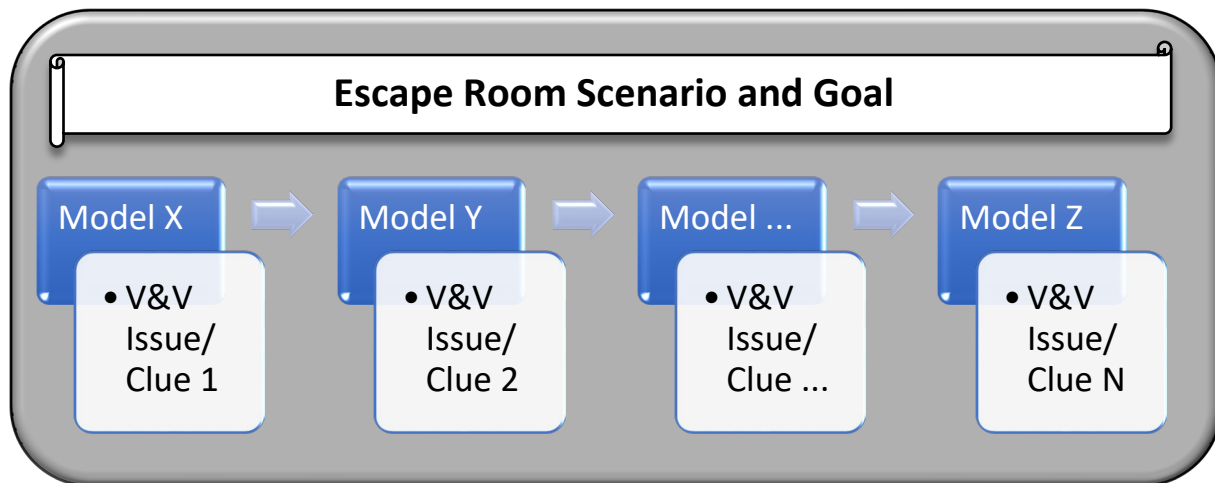 Escape Room Scenario and Goal
Model X
• V&V
Issue/
Clue 1
Model Y
• V&V
Issue/
Clue 2
Model ...
• V&V
Issue/
Clue ...
Model Z
• V&V
Issue/
Clue N